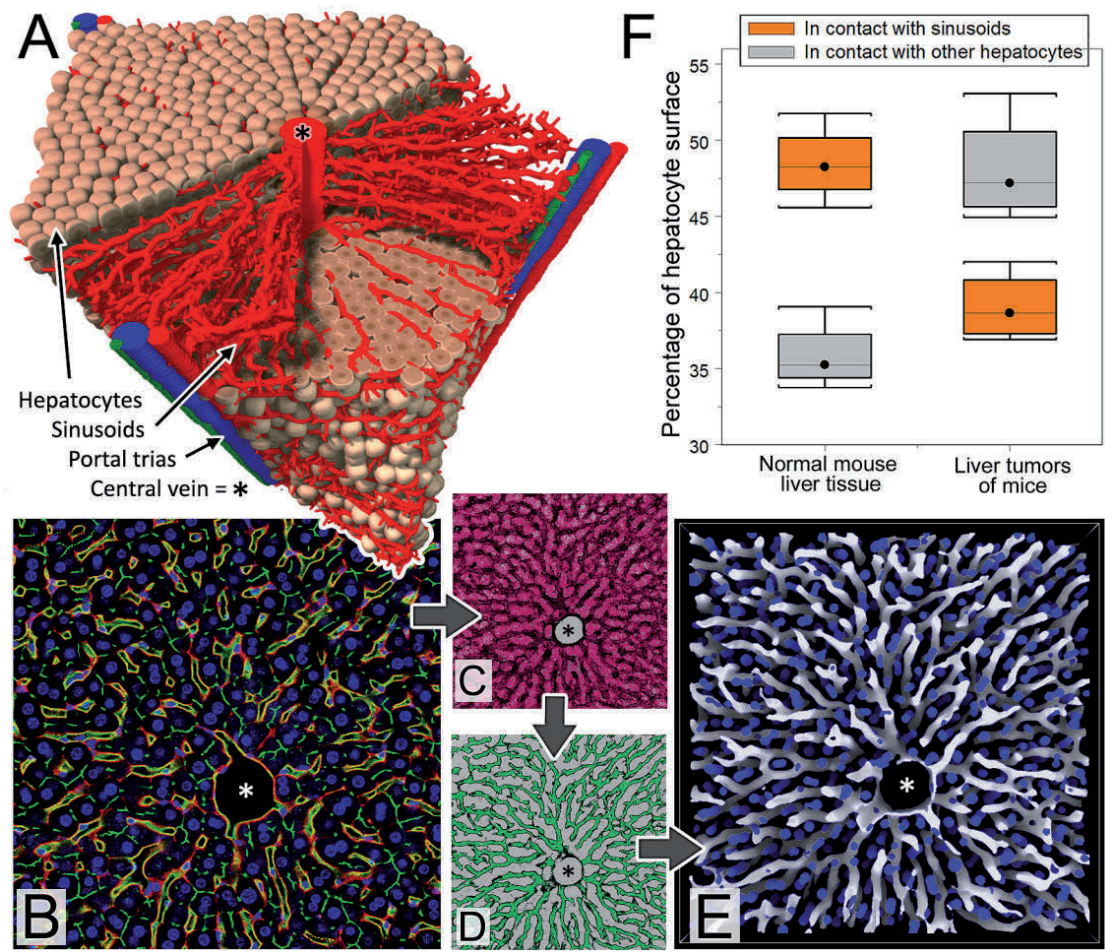 A
*
Hepatocytes
Sinusoids
Portal trias
Central vein = *
F
In contact with sinusoids
In contact with other hepatocytes
Percentage of hepatocyte surface
55
50
45
40
35
30
Normal mouse
liver tissue
Liver tumors
of mice
B
*
C
*
D
*
E
*